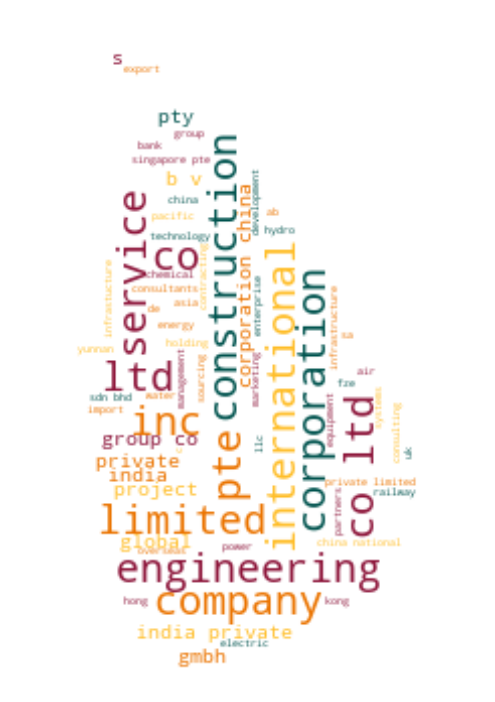 s
export
pty
group
bank
construction
singapore pte
development
b v
china
service
china
pacific
ab
hydro
technology
co
international
contracting
infrastructure
chemical
corporation
corporation
consultants
enterprise
infrastructure
asia
de
energy
sa
holding
yunnan
management
marketing
sourcing
air
ltd
fze
systems
sdn bhd
water
equipment
co ltd
import
inc
consulting
group co
pte
llc
uk
private
india
private limited
project
partners
railway
limited
global
china national
overseas
power
engineering
company
hong
kong
india private
electric
gmbh